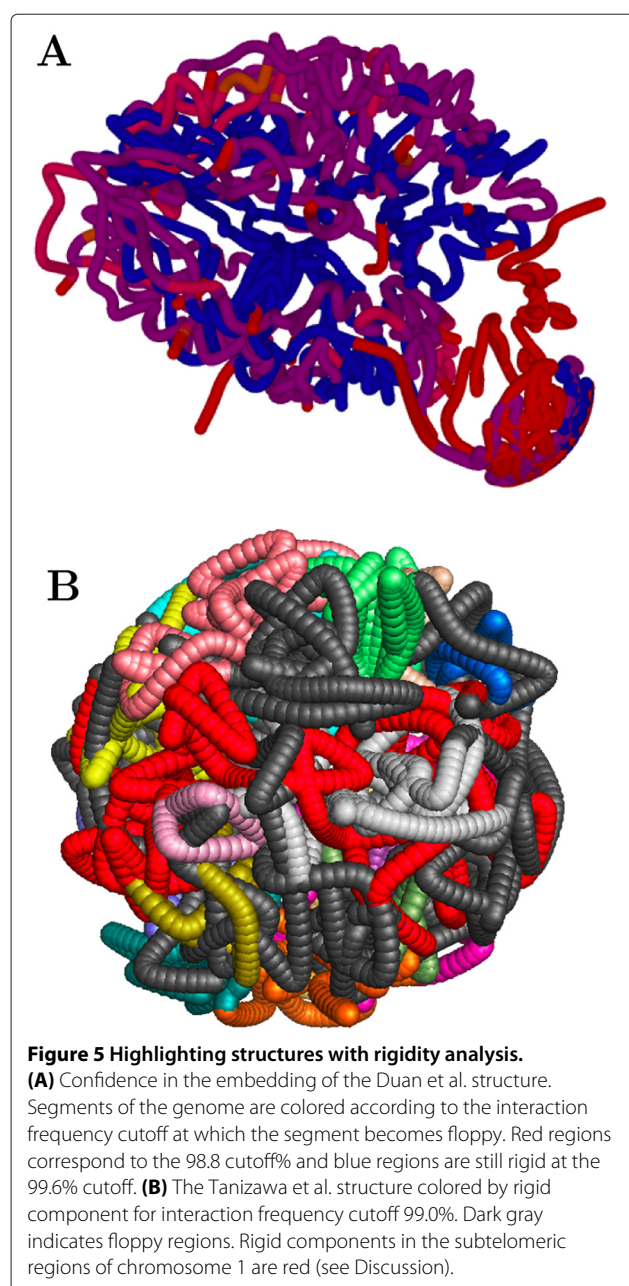 A
B
Figure 5 Highlighting structures with rigidity analysis.
(A) Confidence in the embedding of the Duan et al. structure.
Segments of the genome are colored according to the interaction
frequency cutoff at which the segment becomes floppy. Red regions
correspond to the 98.8 cutoff% and blue regions are still rigid at the
99.6% cutoff. (B) The Tanizawa et al. structure colored by rigid
component for interaction frequency cutoff 99.0%. Dark gray
indicates floppy regions. Rigid components in the subtelomeric
regions of chromosome 1 are red (see Discussion).